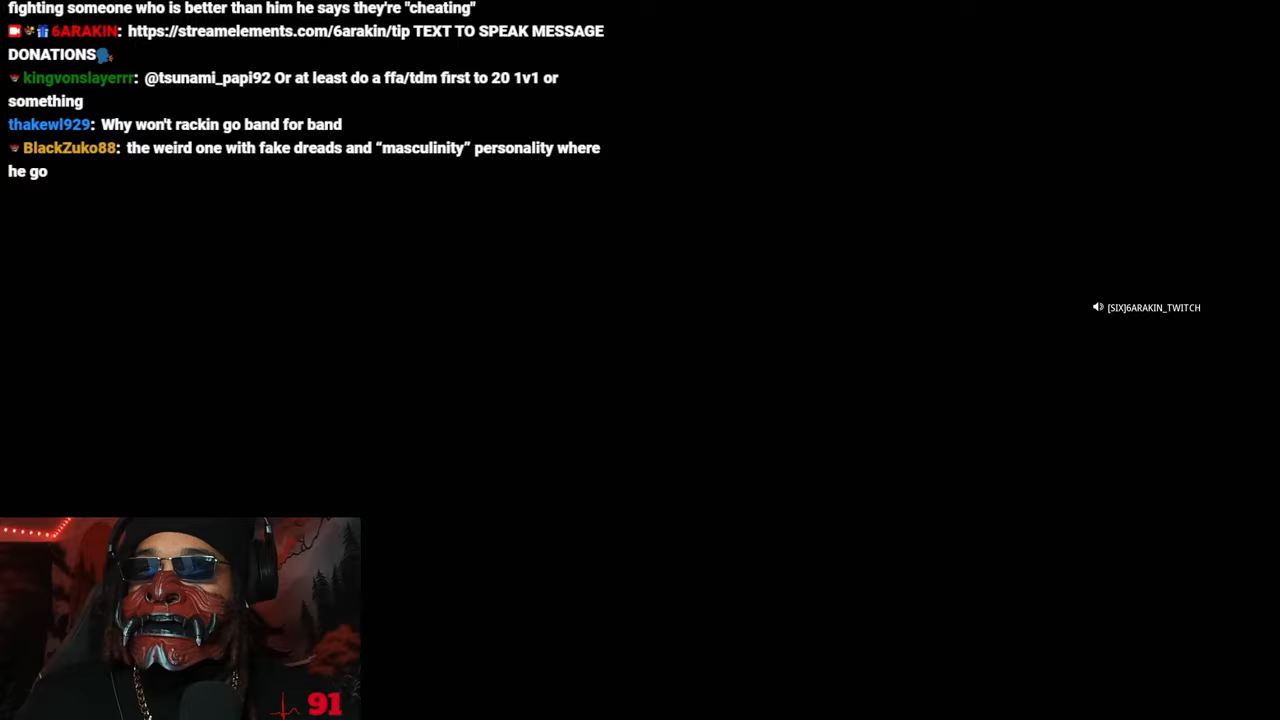 fighting someone who is better than him he says they're "cheating"
6ARAKIN: https://streamelements.com/6arakin/tip TEXT TO SPEAK MESSAGE
DONATIONS🗣️
kingvonslayerrr: @tsunami_papi92 Or at least do a ffa/tdm first to 20 1v1 or
something
thakewl929: Why won't rackin go band for band
BlackZuko88: the weird one with fake dreads and “masculinity” personality where
he go
[SIX]6ARAKIN_TWITCH
91